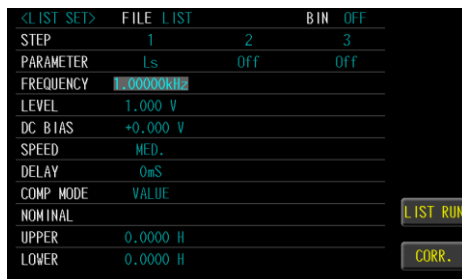 <LIST SET> FILE LIST BIN OFF
STEP 1 2 3
PARAMETER Ls Off Off
FREQUENCY 1.00000kHz
LEVEL 1.000 V
DC BIAS +0.000 V
SPEED MED.
DELAY 0mS
COMP MODE VALUE
NOMINAL
UPPER 0.0000 H
LOWER 0.0000 H
LIST RUN
CORR.